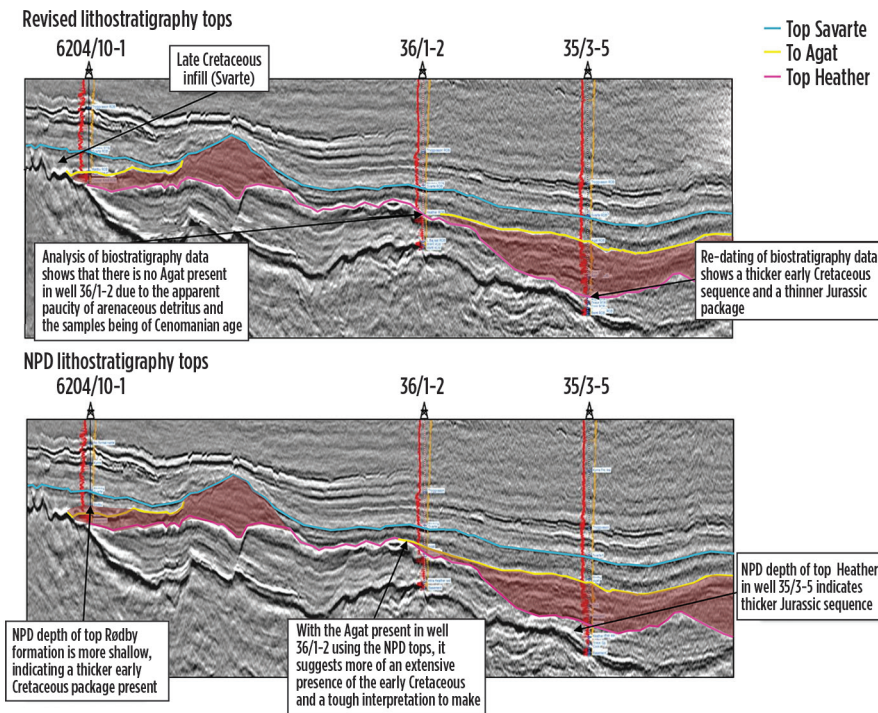 Revised lithostratigraphy tops
6204/10-1
36/1-2
35/3-5
Top Savarte
To Agat
Top Heather
Late Cretaceous
infill (Svarte)
Analysis of biostratigraphy data
shows that there is no Agat present
in well 36/1-2 due to the apparent
paucity of arenaceous detritus and
the samples being of Cenomanian age
Re-dating of biostratigraphy data
shows a thicker early Cretaceous
sequence and a thinner Jurassic
package
NPD lithostratigraphy tops
6204/10-1
36/1-2
35/3-5
NPD depth of top Rødby
formation is more shallow,
indicating a thicker early
Cretaceous package present
With the Agat present in well
36/1-2 using the NPD tops, it
suggests more of an extensive
presence of the early Cretaceous
and a tough interpretation to make
NPD depth of top Heather
in well 35/3-5 indicates
thicker Jurassic sequence